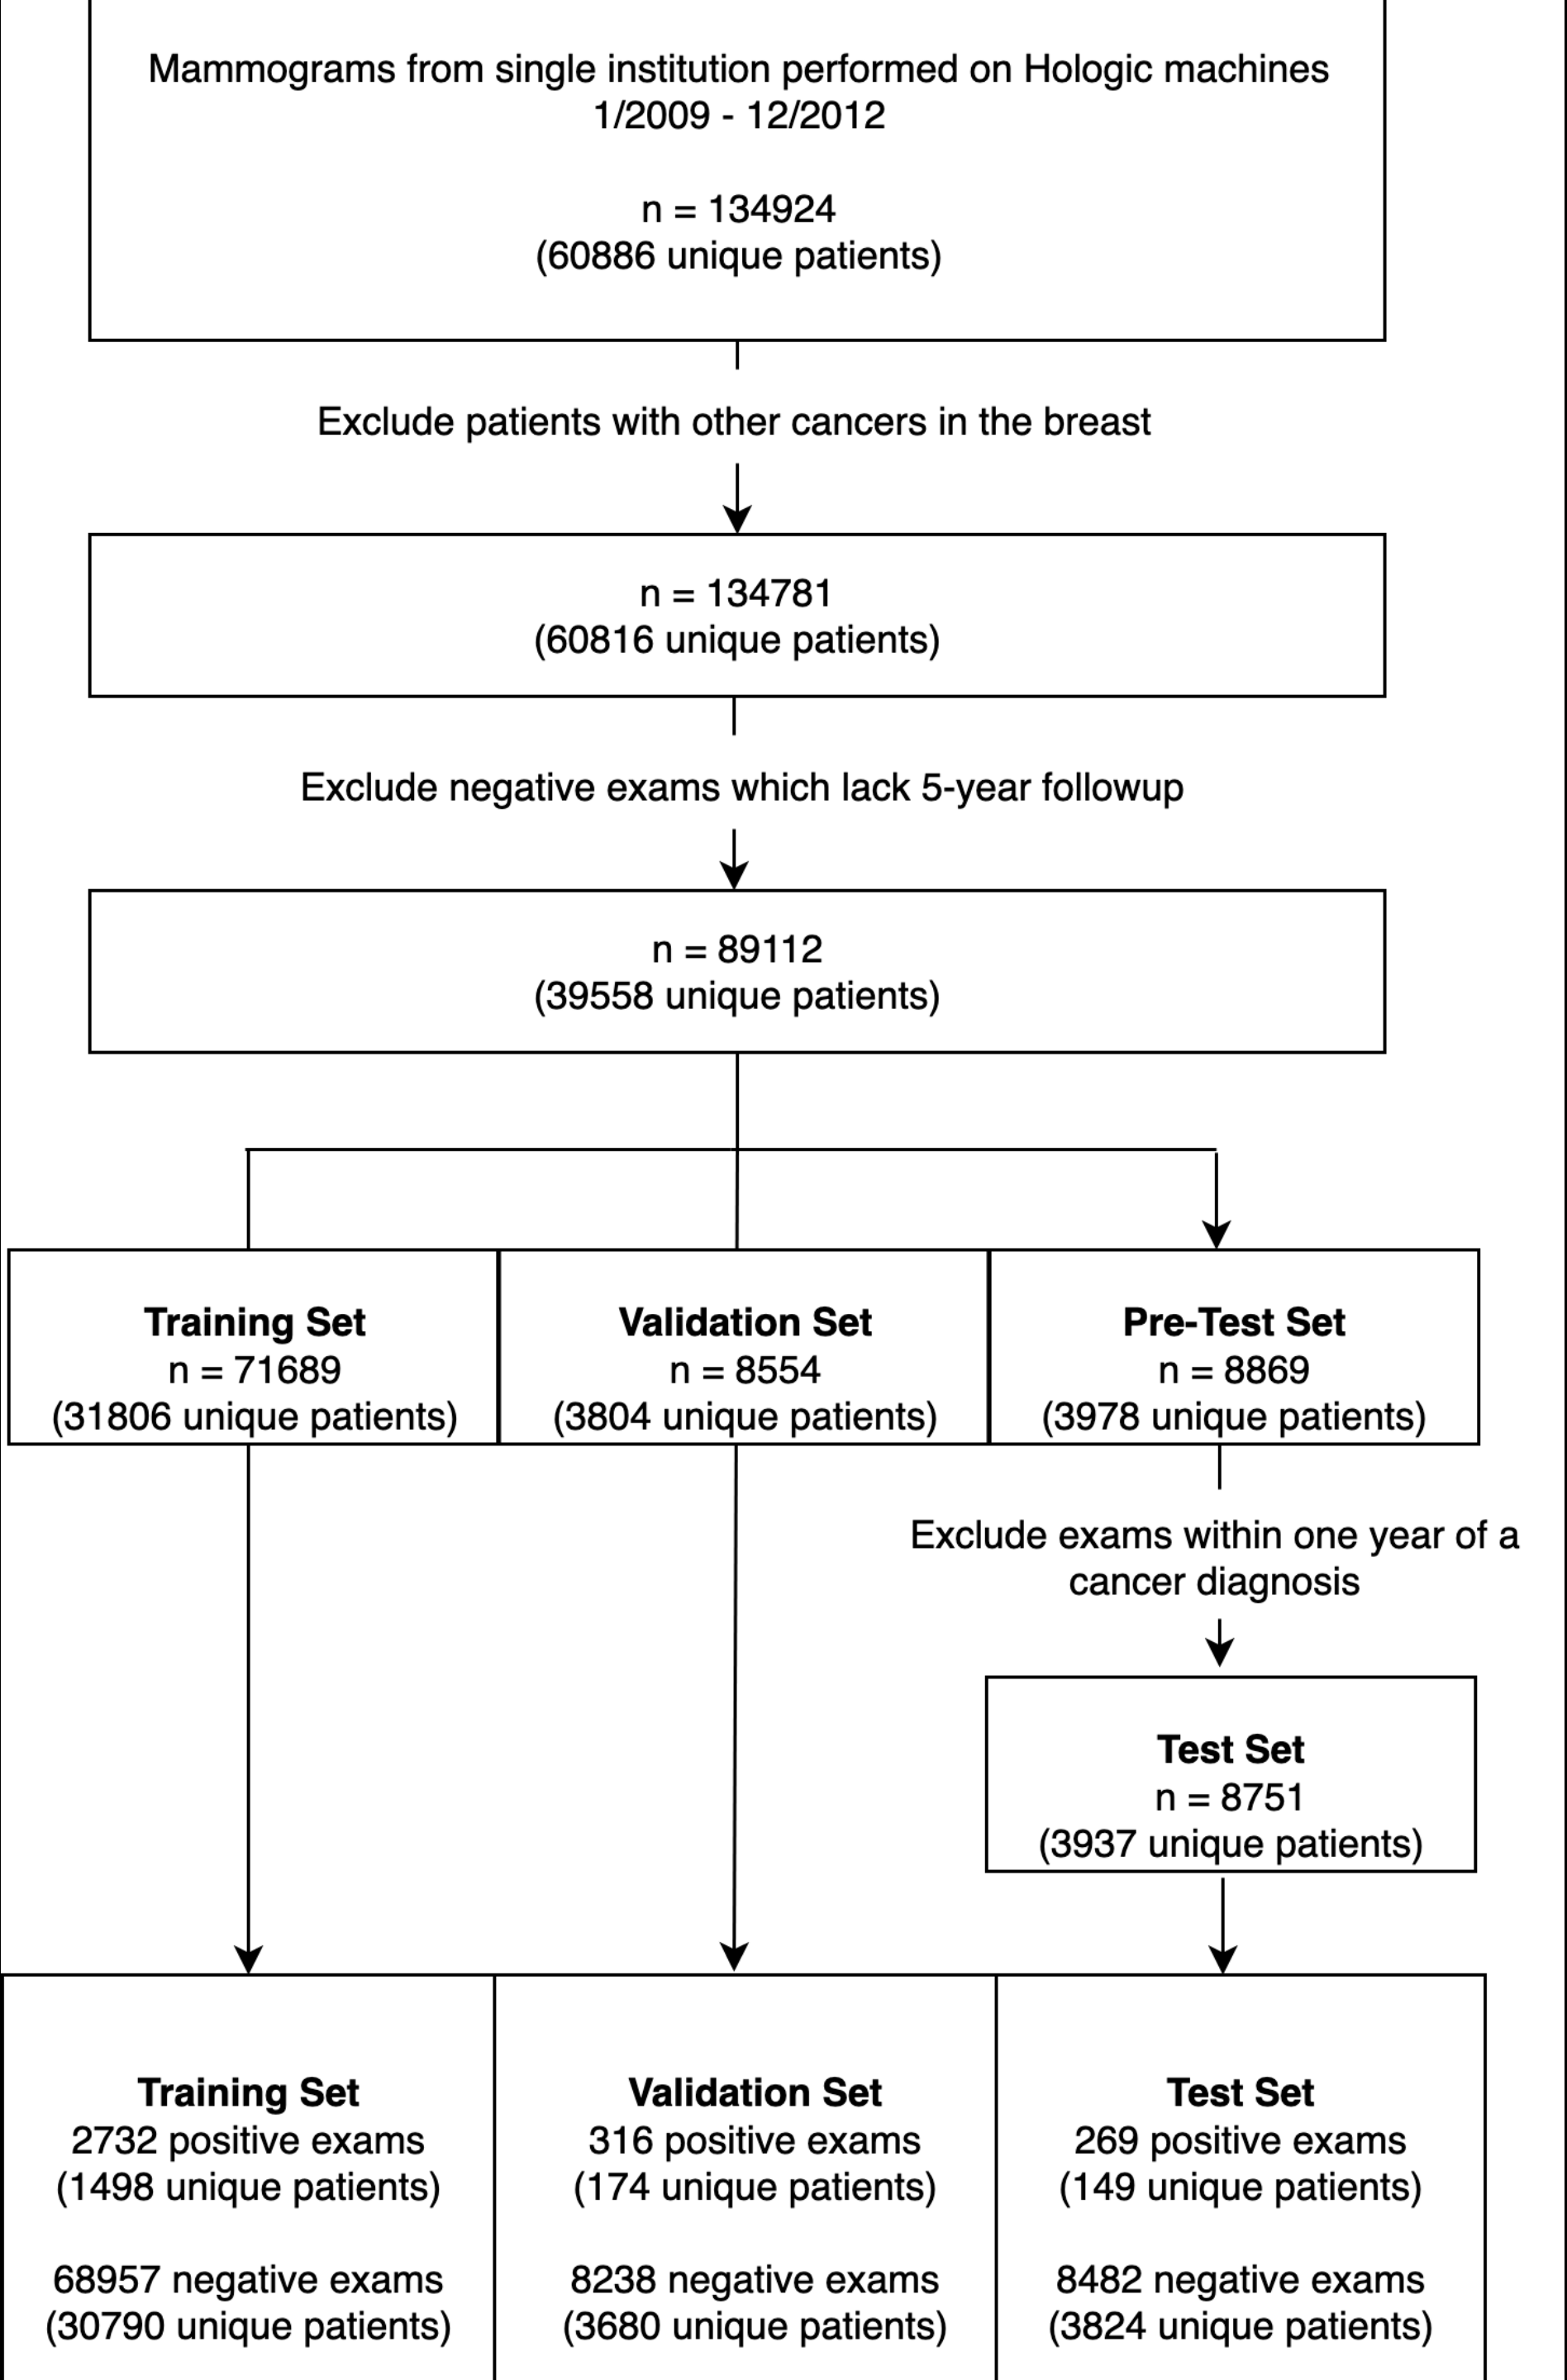 Mammograms from single institution performed on Hologic machines
1/2009 - 12/2012
n = 134924
(60886 unique patients)
Exclude patients with other cancers in the breast
n = 134781
(60816 unique patients)
Exclude negative exams which lack 5-year followup
n = 89112
(39558 unique patients)
Training Set
n = 71689
(31806 unique patients)
Validation Set
n = 8554
(3804 unique patients)
Pre-Test Set
n = 8869
(3978 unique patients)
Exclude exams within one year of a
cancer diagnosis
Test Set
n = 8751
(3937 unique patients)
Training Set
2732 positive exams
(1498 unique patients)
68957 negative exams
(30790 unique patients)
Validation Set
316 positive exams
(174 unique patients)
8238 negative exams
(3680 unique patients)
Test Set
269 positive exams
(149 unique patients)
8482 negative exams
(3824 unique patients)